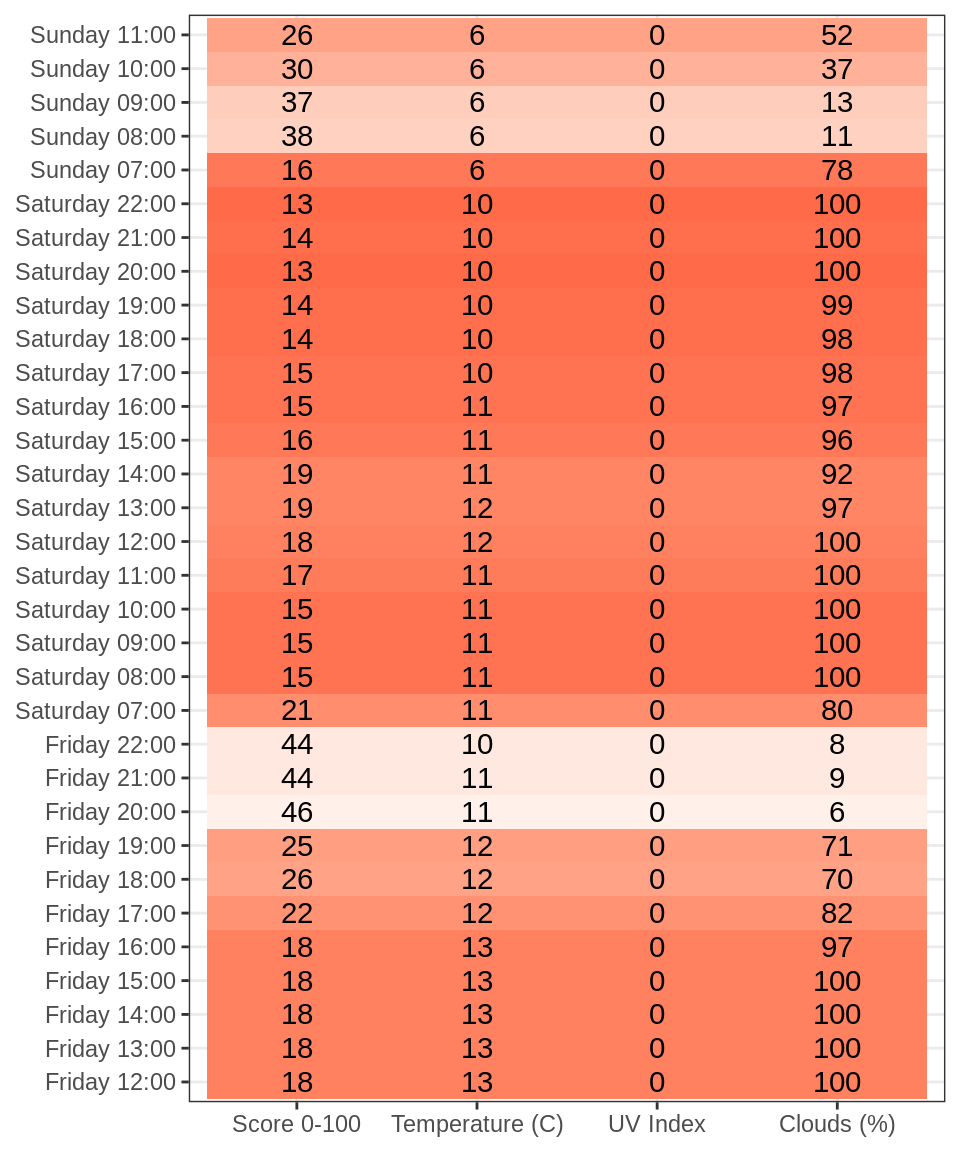 Sunday 11:00 26 6 0 52
Sunday 10:00 30 6 0 37
Sunday 09:00 37 6 0 13
Sunday 08:00 38 6 0 11
Sunday 07:00 16 6 0 78
Saturday 22:00 13 10 0 100
Saturday 21:00 14 10 0 100
Saturday 20:00 13 10 0 100
Saturday 19:00 14 10 0 99
Saturday 18:00 14 10 0 98
Saturday 17:00 15 10 0 98
Saturday 16:00 15 11 0 97
Saturday 15:00 16 11 0 96
Saturday 14:00 19 11 0 92
Saturday 13:00 19 12 0 97
Saturday 12:00 18 12 0 100
Saturday 11:00 17 11 0 100
Saturday 10:00 15 11 0 100
Saturday 09:00 15 11 0 100
Saturday 08:00 15 11 0 100
Saturday 07:00 21 11 0 80
Friday 22:00 44 10 0 8
Friday 21:00 44 11 0 9
Friday 20:00 46 11 0 6
Friday 19:00 25 12 0 71
Friday 18:00 26 12 0 70
Friday 17:00 22 12 0 82
Friday 16:00 18 13 0 97
Friday 15:00 18 13 0 100
Friday 14:00 18 13 0 100
Friday 13:00 18 13 0 100
Friday 12:00 18 13 0 100
Score 0-100 Temperature (C) UV Index Clouds (%)